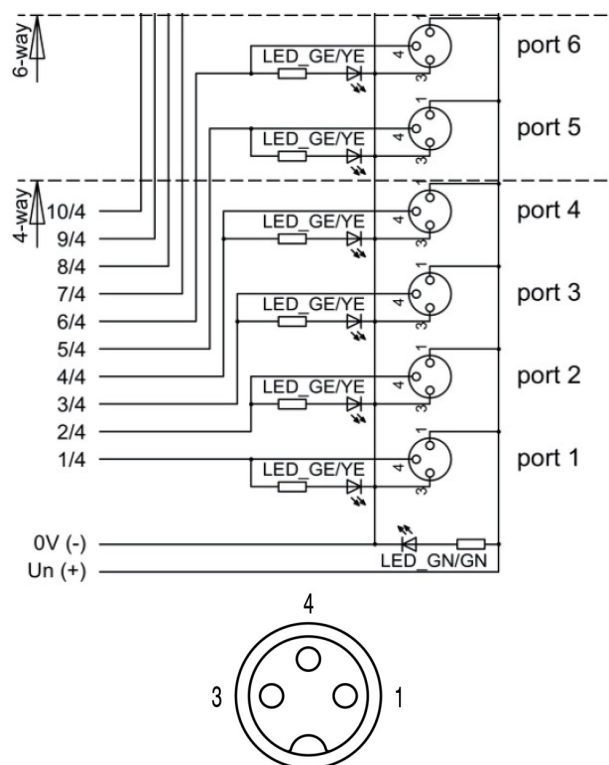 6-way
LED_GE/YE
1
4
3
port 6
LED_GE/YE
1
4
3
port 5
4-way
10/4
LED_GE/YE
1
4
3
port 4
9/4
8/4
7/4
LED_GE/YE
1
4
3
port 3
6/4
5/4
4/4
LED_GE/YE
1
4
3
port 2
3/4
2/4
1/4
LED_GE/YE
1
4
3
port 1
0V (-)
LED_GN/GN
Un (+)
4
3 1